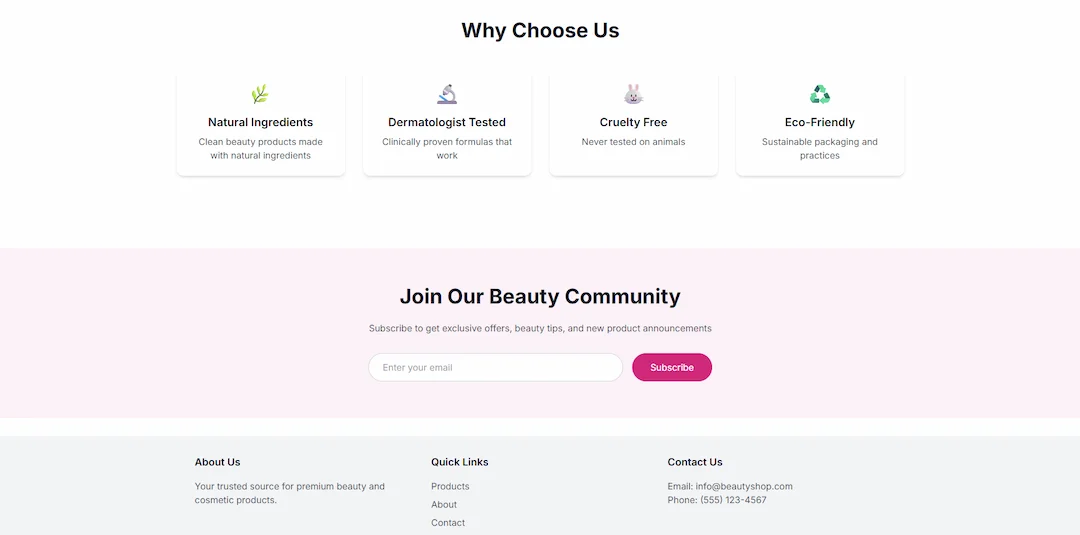 Why Choose Us
Natural Ingredients
Clean beauty products made
with natural ingredients
Dermatologist Tested
Clinically proven formulas that
work
Cruelty Free
Never tested on animals
Eco-Friendly
Sustainable packaging and
practices
Join Our Beauty Community
Subscribe to get exclusive offers, beauty tips, and new product announcements
Enter your email
Subscribe
About Us
Your trusted source for premium beauty and
cosmetic products.
Quick Links
Products
About
Contact
Contact Us
Email: info@beautyshop.com
Phone: (555) 123-4567